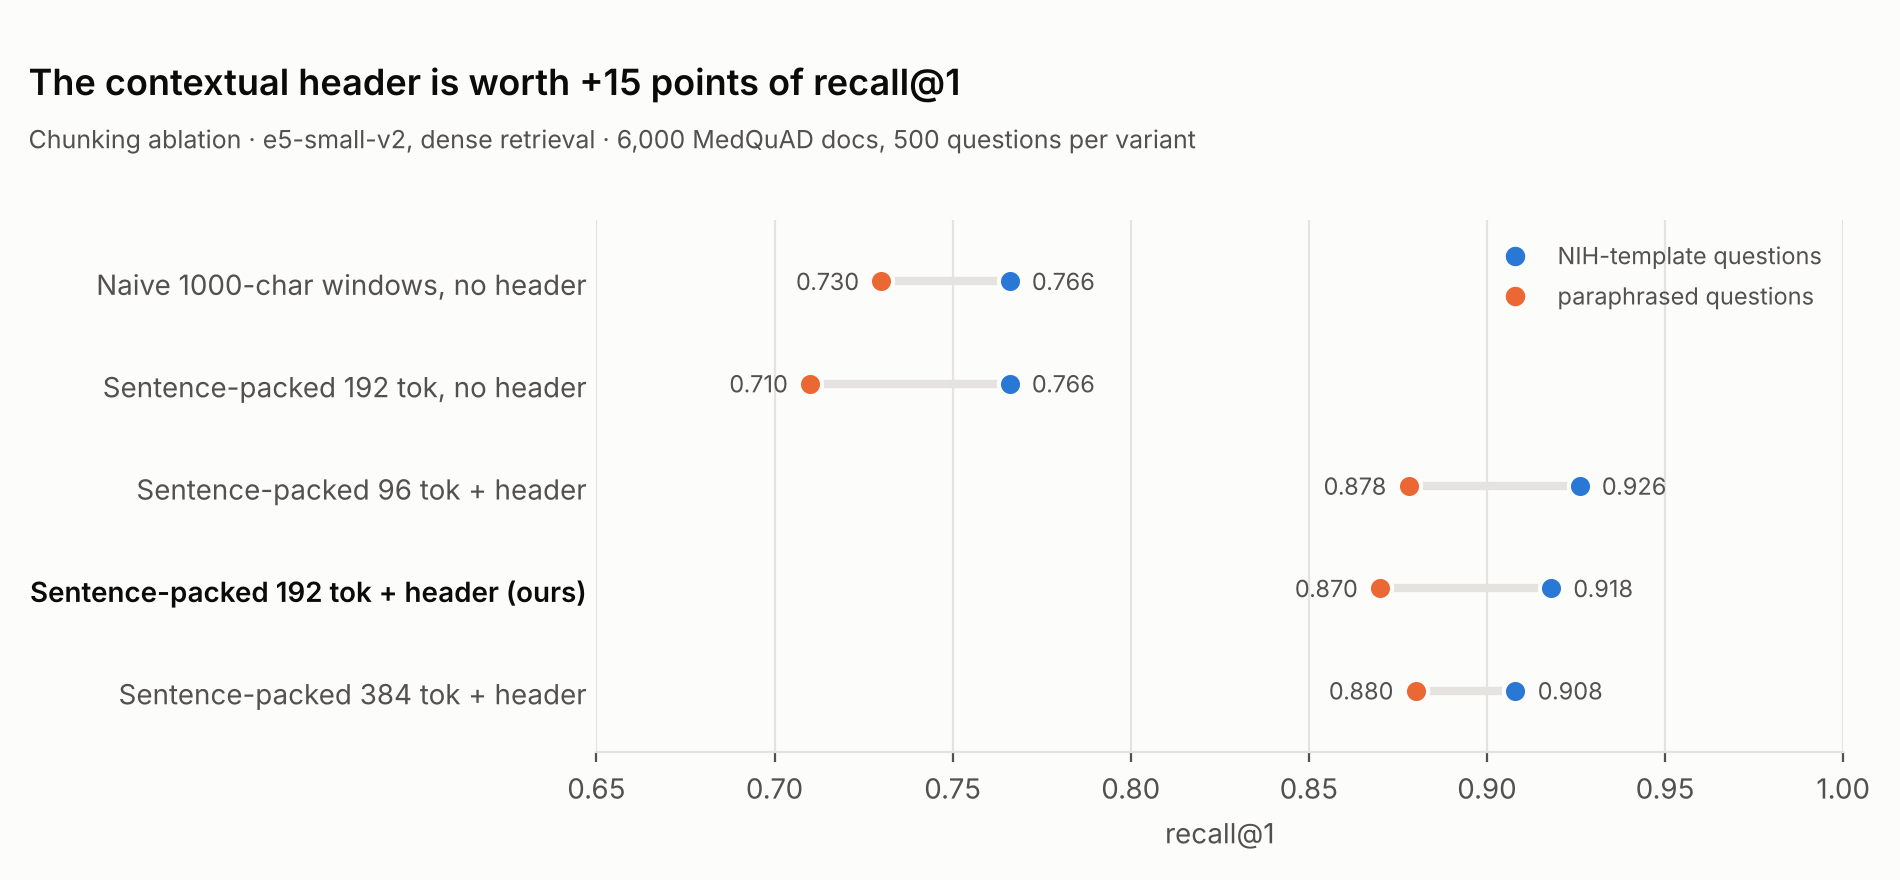 The contextual header is worth +15 points of recall@1
Chunking ablation · e5-small-v2, dense retrieval · 6,000 MedQuAD docs, 500 questions per variant
NIH-template questions
paraphrased questions
Naive 1000-char windows, no header
0.730
0.766
Sentence-packed 192 tok, no header
0.710
0.766
Sentence-packed 96 tok + header
0.878
0.926
Sentence-packed 192 tok + header (ours)
0.870
0.918
Sentence-packed 384 tok + header
0.880
0.908
0.65 0.70 0.75 0.80 0.85 0.90 0.95 1.00
recall@1